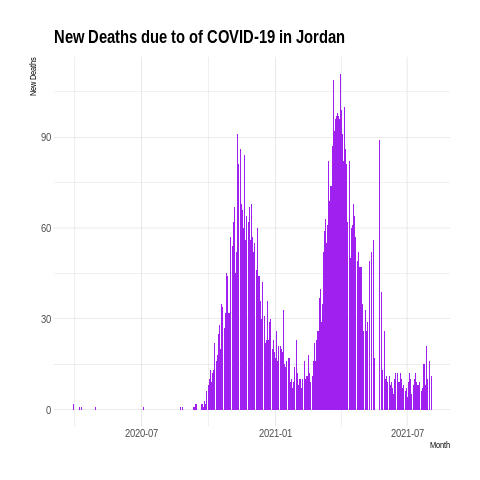 New Deaths due to of COVID-19 in Jordan
New Deaths
90
60
30
0
2020-07
2021-01
2021-07
Month